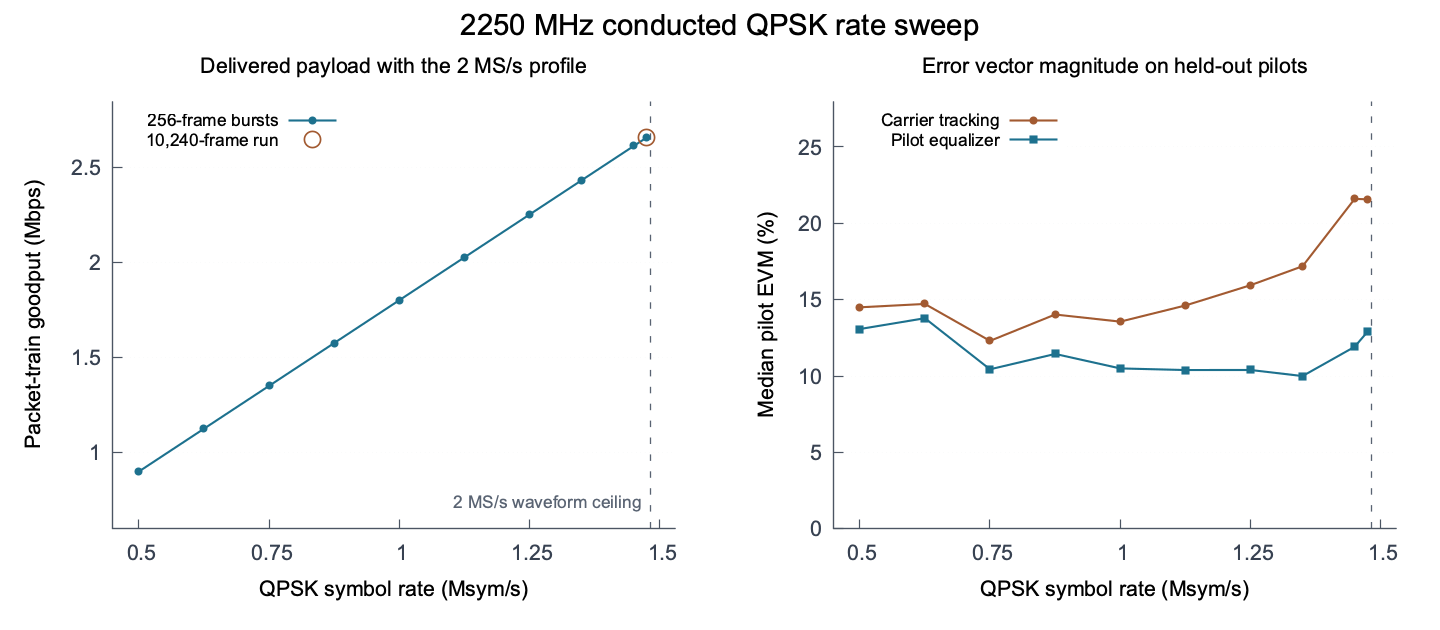 2250 MHz conducted QPSK rate sweep
Delivered payload with the 2 MS/s profile
256-frame bursts
10,240-frame run
Packet-train goodput (Mbps)
2.5
2
1.5
1
2 MS/s waveform ceiling
0.5 0.75 1 1.25 1.5
QPSK symbol rate (Msym/s)
Error vector magnitude on held-out pilots
Carrier tracking
Pilot equalizer
Median pilot EVM (%)
25
20
15
10
5
0
0.5 0.75 1 1.25 1.5
QPSK symbol rate (Msym/s)